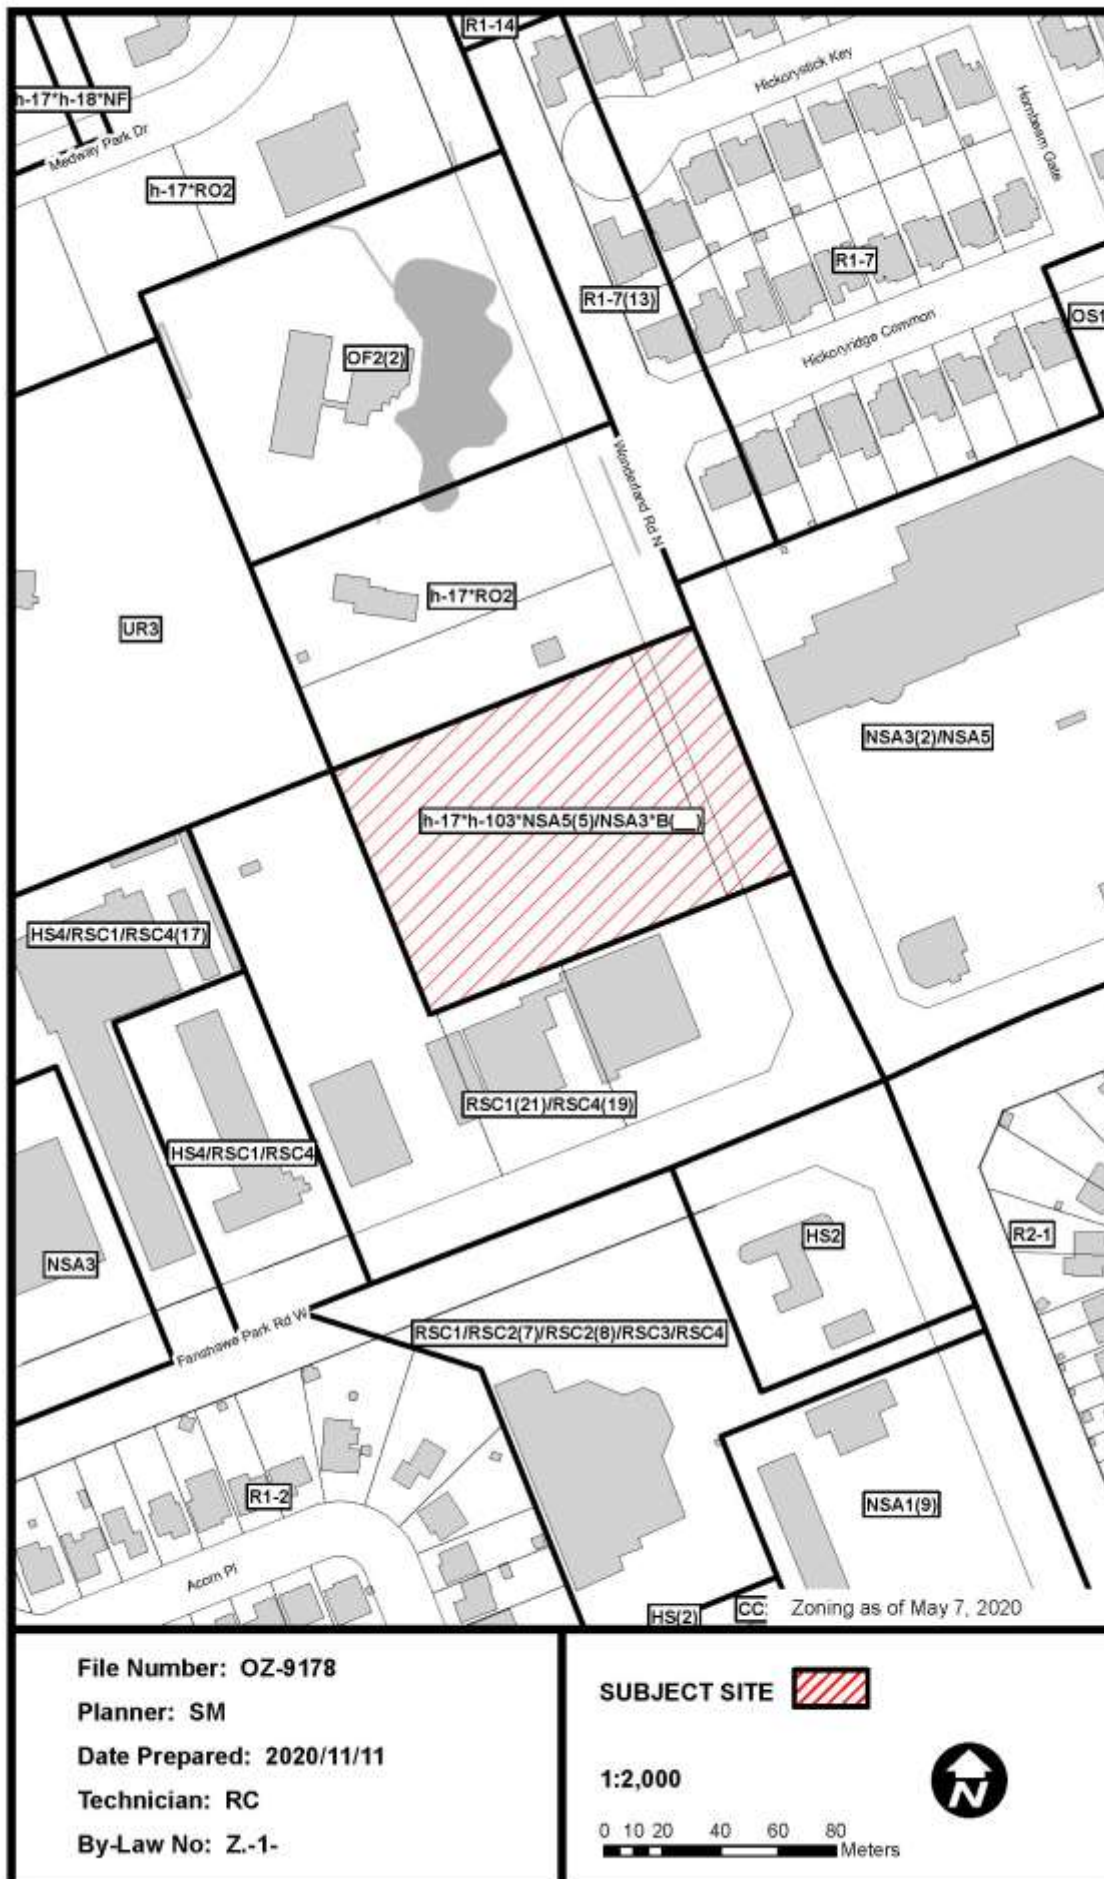 R1-14
Hickorystick Key
h-17*h-18*NF
Hornbeam Gate
Medway Park Dr
h-17*RO2
R1-7
R1-7(13)
OS1
Hickoryridge Common
OF2(2)
Wonderland Rd N
h-17*RO2
UR3
NSA3(2)/NSA5
h-17*h-103*NSA5(5)/NSA3*B(__)
HS4/RSC1/RSC4(17)
RSC1(21)/RSC4(19)
HS4/RSC1/RSC4
HS2
R2-1
NSA3
Fanshawe Park Rd W
RSC1/RSC2(7)/RSC2(8)/RSC3/RSC4
R1-2
NSA1(9)
Acorn Pl
HS(2)
CC
Zoning as of May 7, 2020
File Number: OZ-9178
Planner: SM
Date Prepared: 2020/11/11
Technician: RC
By-Law No: Z.-1-
SUBJECT SITE
1:2,000
N
0 10 20 40 60 80
Meters